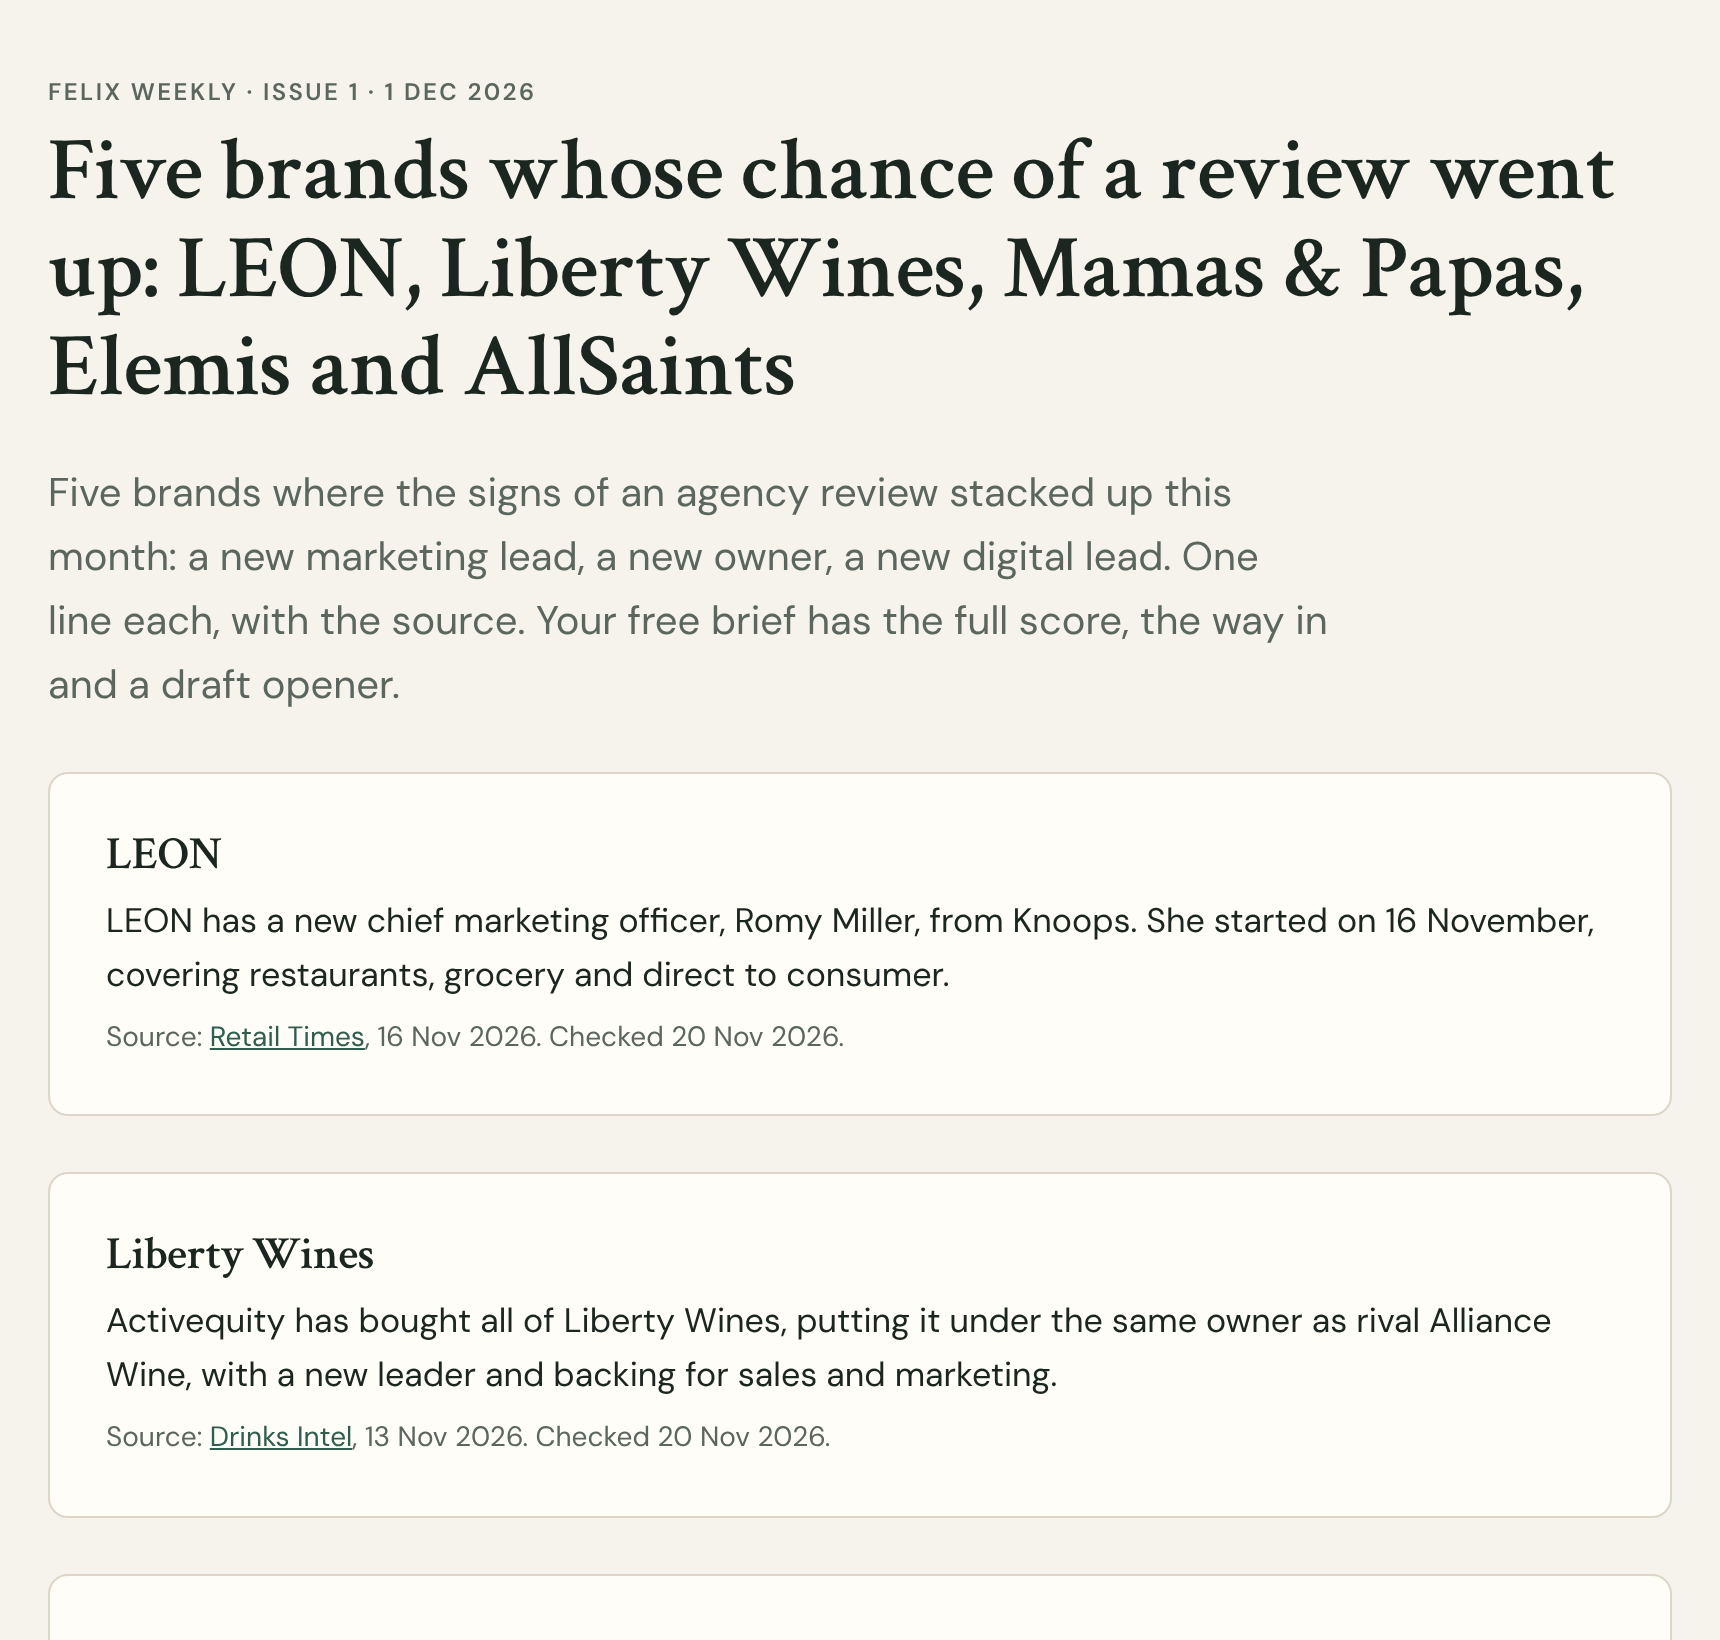 FELIX WEEKLY · ISSUE 1 · 1 DEC 2026
Five brands whose chance of a review went
up: LEON, Liberty Wines, Mamas & Papas,
Elemis and AllSaints
Five brands where the signs of an agency review stacked up this
month: a new marketing lead, a new owner, a new digital lead. One
line each, with the source. Your free brief has the full score, the way in
and a draft opener.
LEON
LEON has a new chief marketing officer, Romy Miller, from Knoops. She started on 16 November,
covering restaurants, grocery and direct to consumer.
Source: Retail Times, 16 Nov 2026. Checked 20 Nov 2026.
Liberty Wines
Activequity has bought all of Liberty Wines, putting it under the same owner as rival Alliance
Wine, with a new leader and backing for sales and marketing.
Source: Drinks Intel, 13 Nov 2026. Checked 20 Nov 2026.